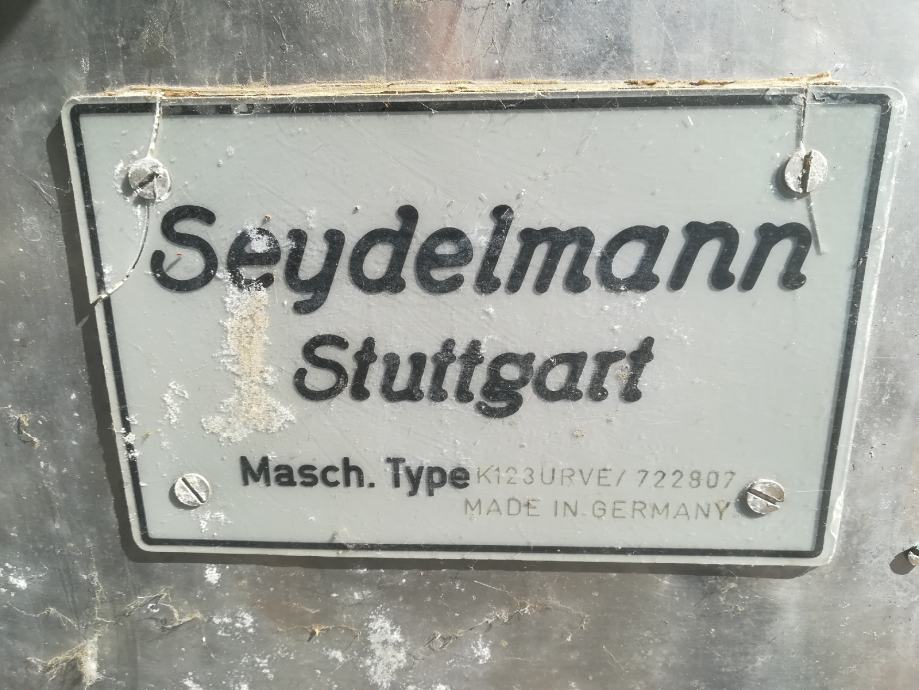 Seydelmann
Stuttgart
Masch. Type K123URVE/ 722807
MADE IN GERMANY